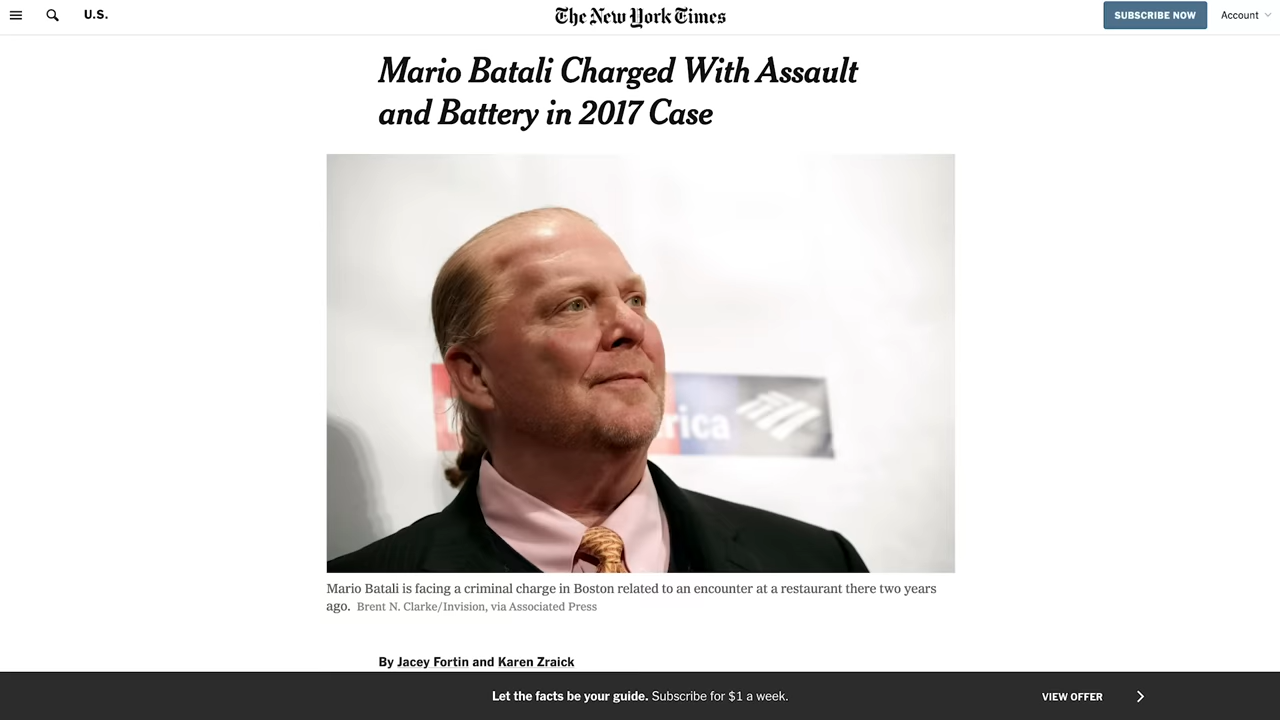 U.S.
The New York Times
SUBSCRIBE NOW
Account
Mario Batali Charged With Assault
and Battery in 2017 Case
rica
Mario Batali is facing a criminal charge in Boston related to an encounter at a restaurant there two years
ago. Brent N. Clarke/Invision, via Associated Press
By Jacey Fortin and Karen Zraick
Let the facts be your guide. Subscribe for $1 a week.
VIEW OFFER